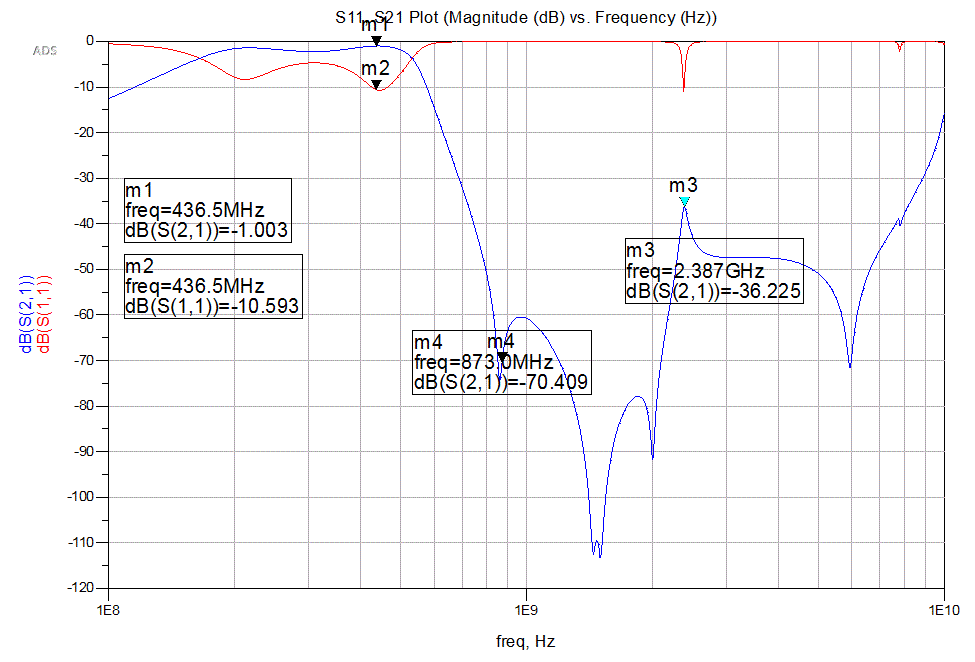 S11, S21 Plot (Magnitude (dB) vs. Frequency (Hz))
ADS
m1
m2
0
-10
-20
-30
-40
-50
-60
-70
-80
-90
-100
-110
-120
m1
freq=436.5MHz
dB(S(2,1))=-1.003
m2
freq=436.5MHz
dB(S(1,1))=-10.593
m3
m3
freq=2.387GHz
dB(S(2,1))=-36.225
m4
m4
freq=873.0MHz
dB(S(2,1))=-70.409
dB(S(2,1))
dB(S(1,1))
1E8
1E9
1E10
freq, Hz